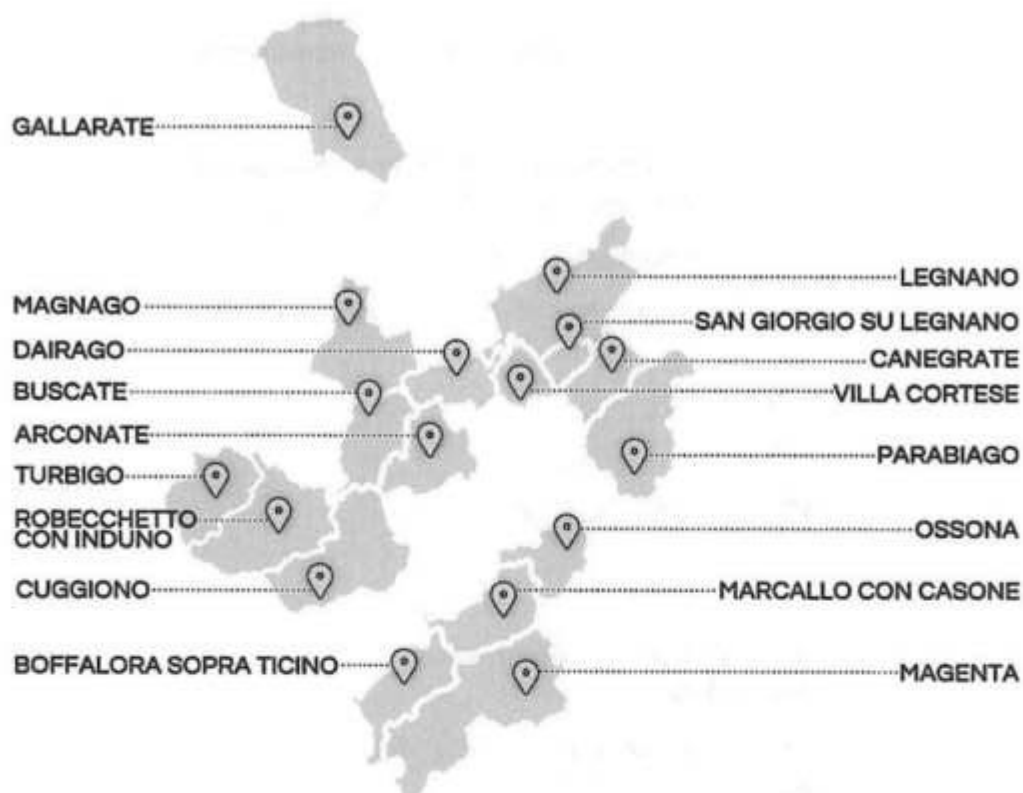 GALLARATE
MAGNAGO
DAIRAGO
BUSCATE
ARCONATE
TURBIGO
ROBECCHETTO
CON INDUNO
CUGGIONO
BOFFALORA SOPRA TICINO
LEGNANO
SAN GIORGIO SU LEGNANO
CANEGRATE
VILLA CORTESE
PARABIAGO
OSSONA
MARCALLO CON CASONE
MAGENTA